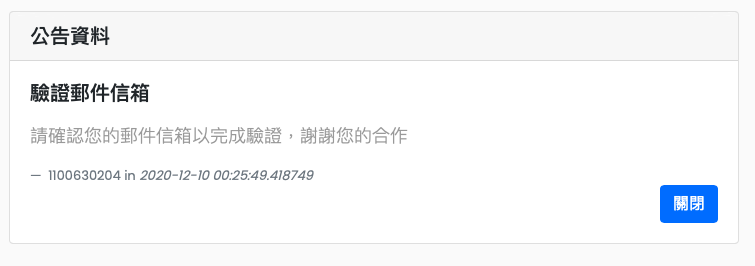 公告資料
驗證郵件信箱
請確認您的郵件信箱以完成驗證，謝謝您的合作
— 1100630204 in 2020-12-10 00:25:49.418749
關閉